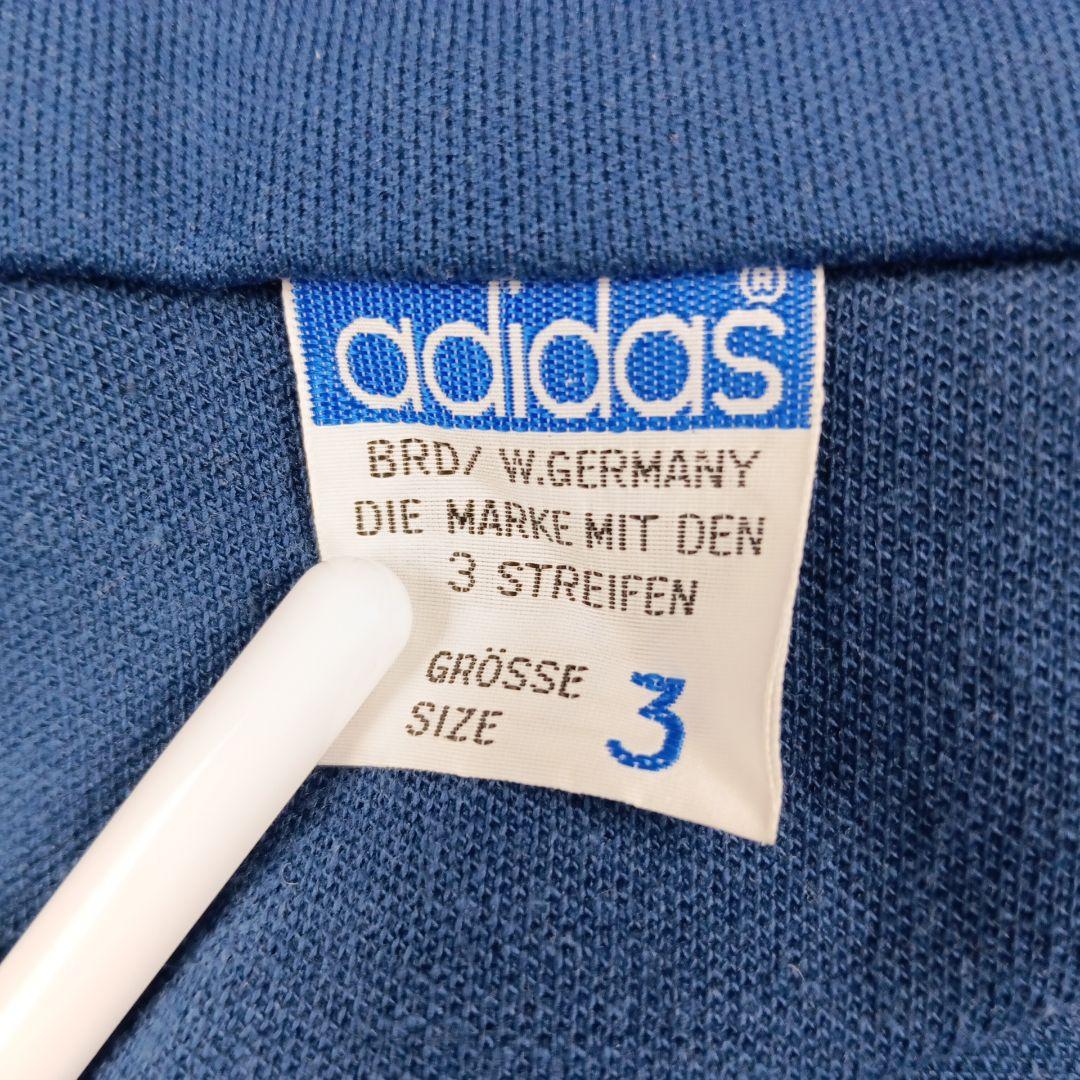 adidas®
BRD/ W.GERMANY
DIE MARKE MIT DEN
3 STREIFEN
GRÖSSE 3
SIZE